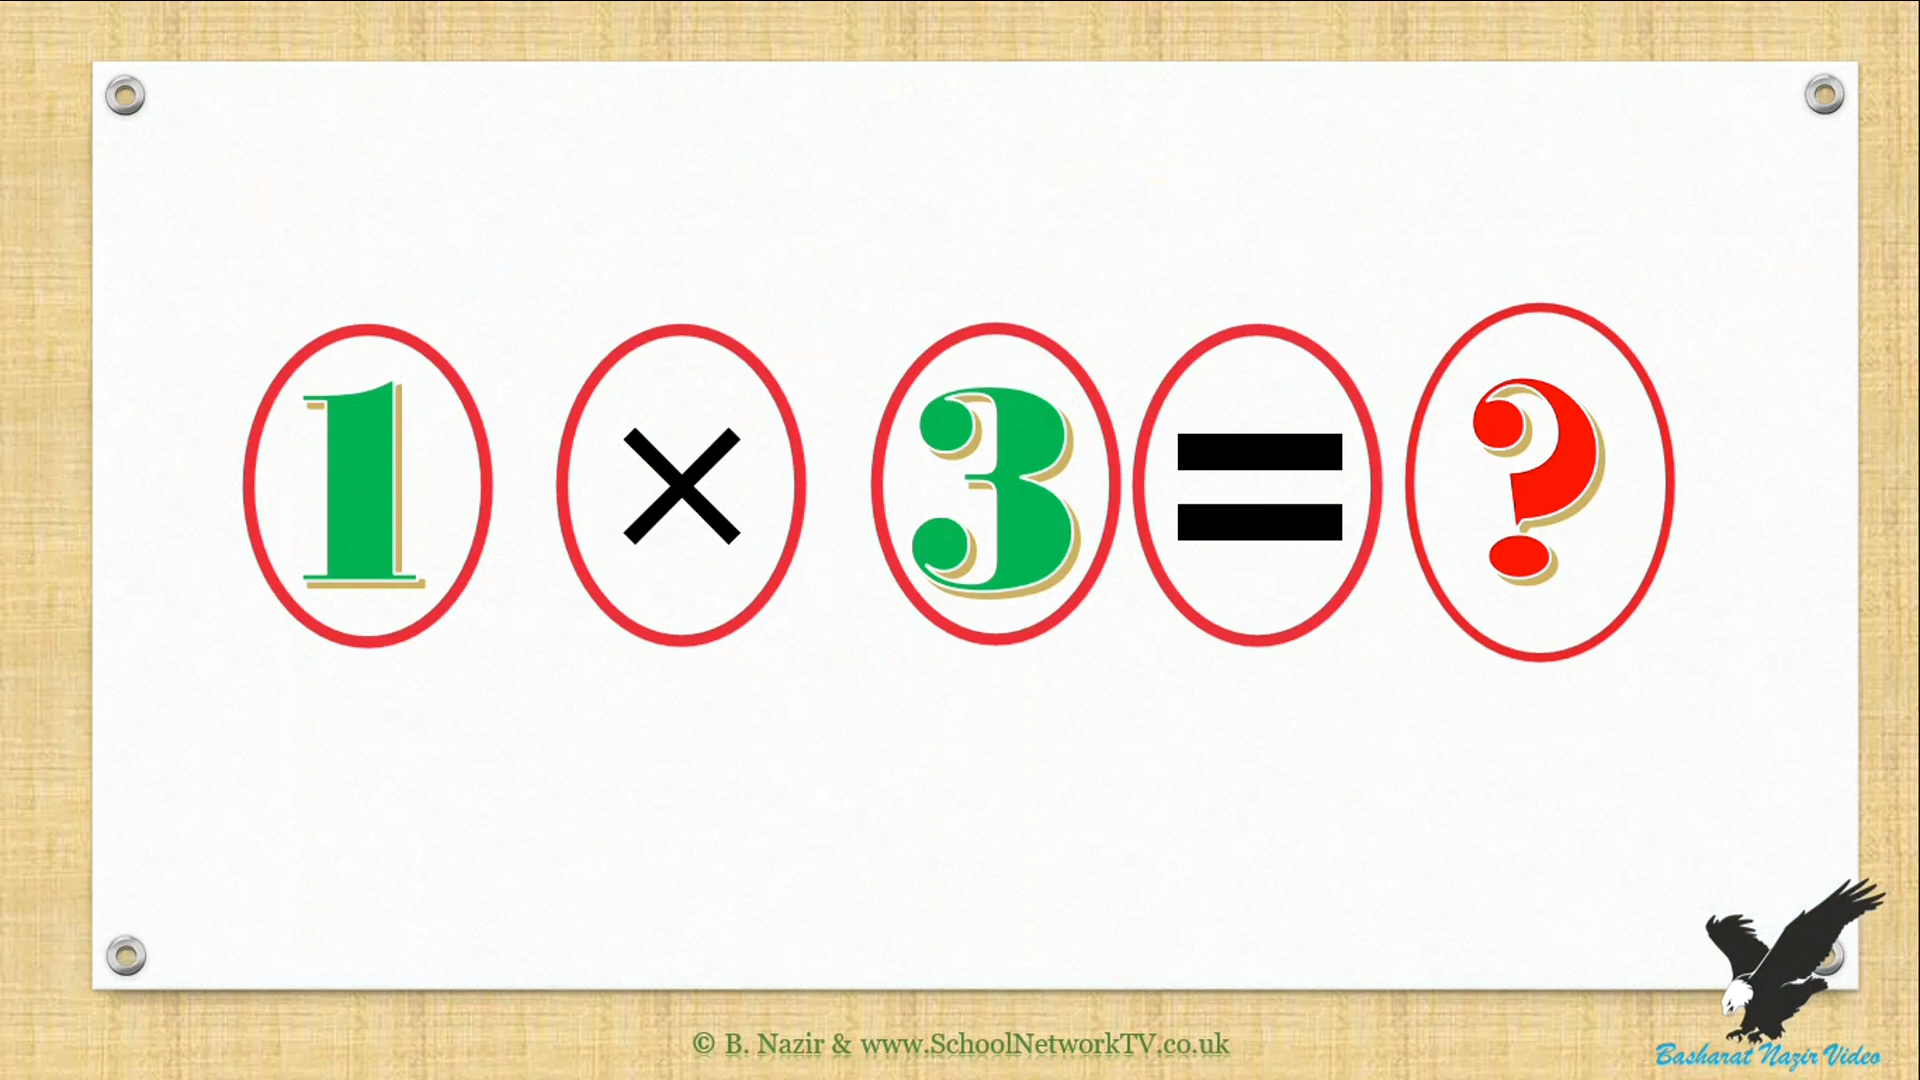 1 × 3 = ?
© B. Nazir & www.SchoolNetworkTV.co.uk
Basharat Nazir Video